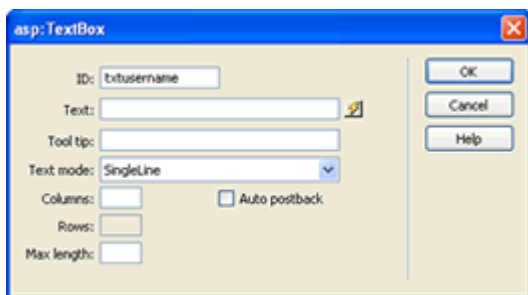 asp:TextBox
ID: txtusername
OK
Text:
Cancel
Tool tip:
Help
Text mode: SingleLine
Columns:
Auto postback
Rows:
Max length: